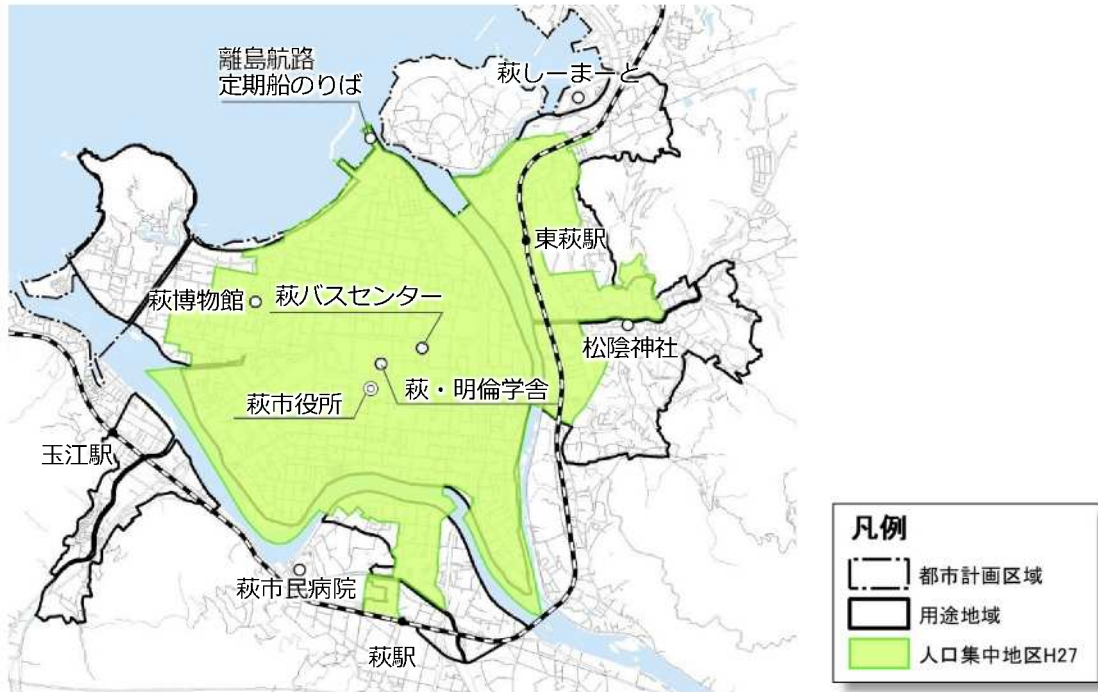 離島航路
定期船のりば
萩しーまーと
東萩駅
萩博物館
萩バスセンター
松陰神社
萩市役所
萩・明倫学舎
玉江駅
萩市民病院
萩駅
凡例
都市計画区域
用途地域
人口集中地区H27